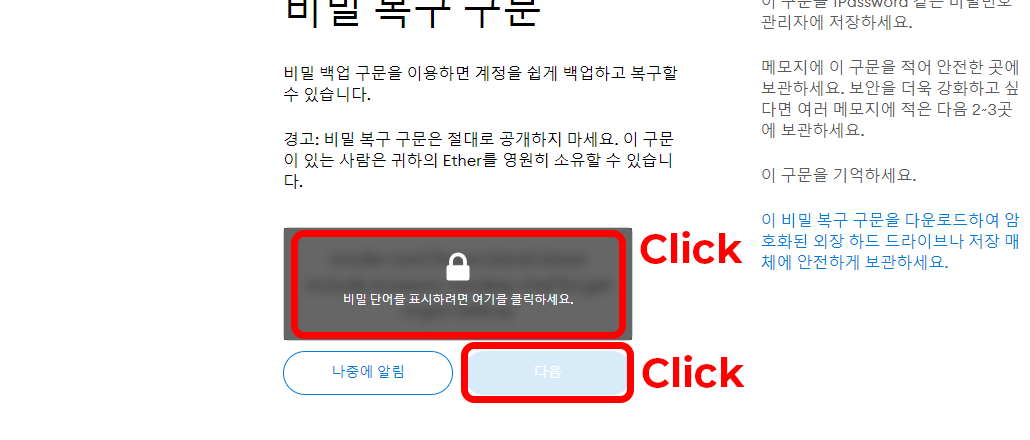 비밀 복구 구문
비밀 백업 구문을 이용하면 계정을 쉽게 백업하고 복구할
수 있습니다.
경고: 비밀 복구 구문은 절대로 공개하지 마세요. 이 구문
이 있는 사람은 귀하의 Ether를 영원히 소유할 수 있습니
다.
비밀 단어를 표시하려면 여기를 클릭하세요.
Click
나중에 알림
다음
Click
이 구문을 1Password 같은 비밀번호
관리자에 저장하세요.
메모지에 이 구문을 적어 안전한 곳에
보관하세요. 보안을 더욱 강화하고 싶
다면 여러 메모지에 적은 다음 2~3곳
에 보관하세요.
이 구문을 기억하세요.
이 비밀 복구 구문을 다운로드하여 암
호화된 외장 하드 드라이브나 저장 매
체에 안전하게 보관하세요.